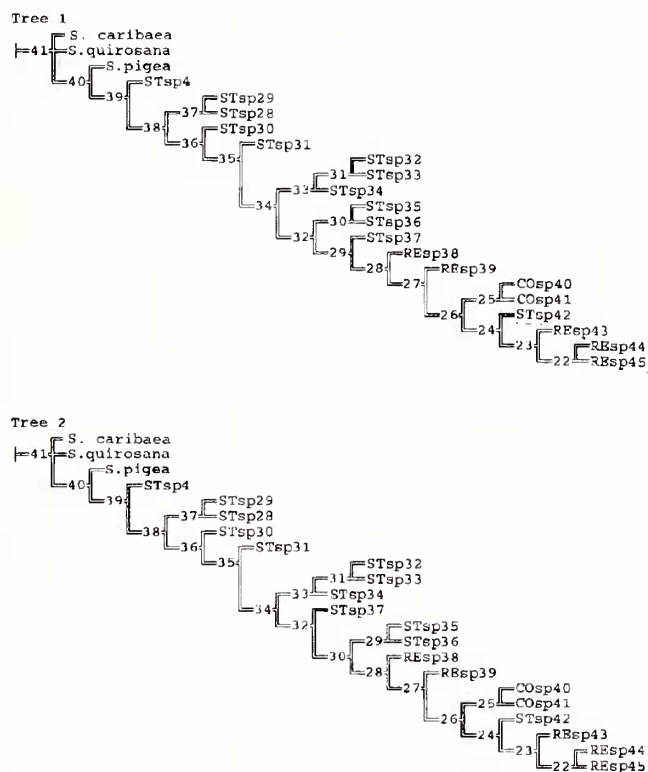 Tree 1
S. caribaea
41 S.quirosana
S.pigea
40 STsp4
39 STsp29
37 STsp28
38 STsp30
36 STsp31
35
STsp32
31 STsp33
33 STsp34
34 STsp35
30 STsp36
32 STsp37
29 REsp38
28 REsp39
27 COsp40
25 COsp41
26 STsp42
24 REsp43
23 REsp44
22 REsp45
Tree 2
S. caribaea
41 S.quirosana
S.pigea
40 STsp4
39 STsp29
37 STsp28
38 STsp30
36 STsp31
35 STsp32
31 STsp33
33 STsp34
34 STsp37
32 STsp35
29 STsp36
30 REsp38
28 REsp39
27 COsp40
25 COsp41
26 STsp42
24 REsp43
23 REsp44
22 REsp45